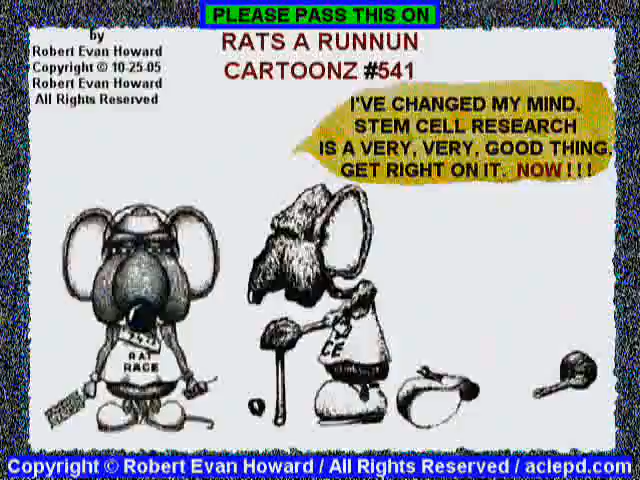 PLEASE PASS THIS ON
by
Robert Evan Howard
Copyright © 10-25-05
Robert Evan Howard
All Rights Reserved
RATS A RUNNUN
CARTOONZ #541
I'VE CHANGED MY MIND.
STEM CELL RESEARCH
IS A VERY, VERY, GOOD THING.
GET RIGHT ON IT. NOW ! ! !
RAT
RACE
CE
Copyright © Robert Evan Howard / All Rights Reserved / aclepd.com